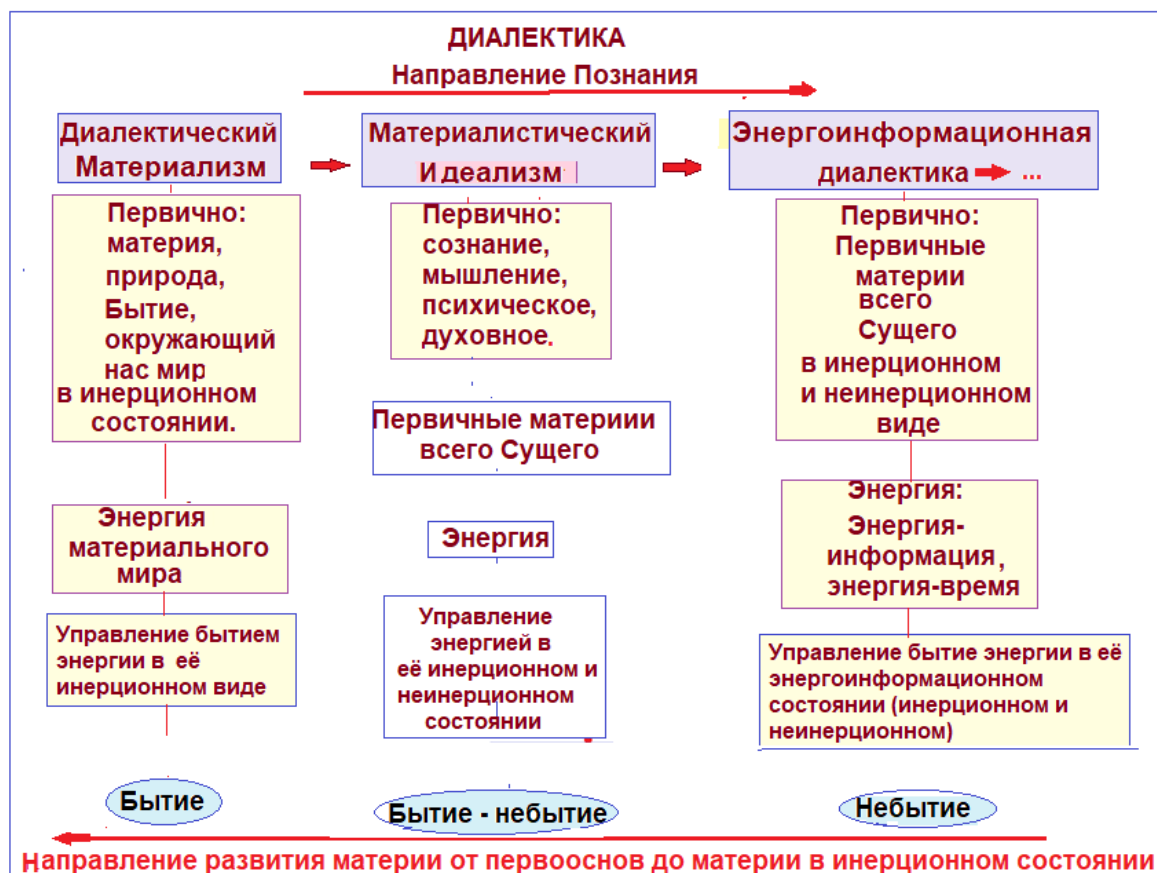 ДИАЛЕКТИКА
Направление Познания
Диалектический
Материализм
Материалистический
Идеализм
Энергоинформационная
диалектика ...
Первично:
материя,
природа,
Бытие,
окружающий
нас мир
в инерционном
состоянии.
Первично:
сознание,
мышление,
психическое,
духовное.
Первично:
Первичные
материи
всего
Сущего
в инерционном
и неинерционном
виде
Первичные материии
всего Сущего
Энергия
материального
мира
Энергия
Энергия:
Энергия-
информация,
энергия-время
Управление бытием
энергии в её
инерционном виде
Управление
энергией в
её инерционном и
неинерционном
состоянии
Управление бытие энергии в её
энергоинформационном
состоянии (инерционном и
неинерционном)
Бытие
Бытие - небытие
Небытие
Направление развития материи от первооснов до материи в инерционном состоянии